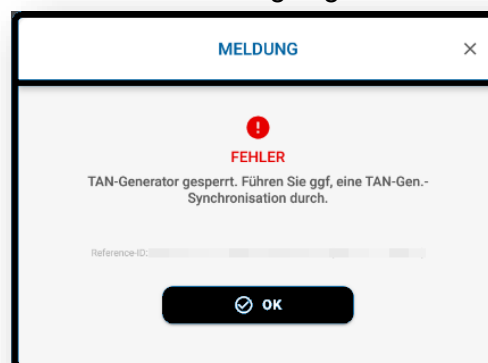 MELDUNG
FEHLER
TAN-Generator gesperrt. Führen Sie ggf, eine TAN-Gen.-
Synchronisation durch.
Reference-ID:
OK